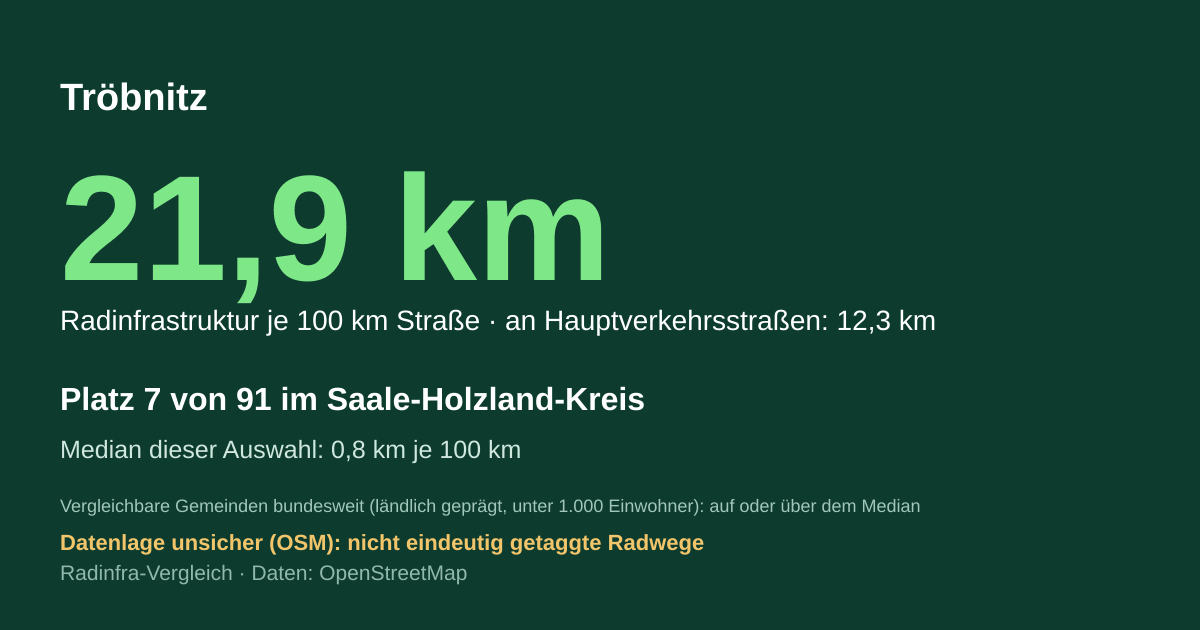 Tröbnitz
21,9 km
Radinfrastruktur je 100 km Straße · an Hauptverkehrsstraßen: 12,3 km
Platz 7 von 91 im Saale-Holzland-Kreis
Median dieser Auswahl: 0,8 km je 100 km
Vergleichbare Gemeinden bundesweit (ländlich geprägt, unter 1.000 Einwohner): auf oder über dem Median
Datenlage unsicher (OSM): nicht eindeutig getaggte Radwege
Radinfra-Vergleich · Daten: OpenStreetMap